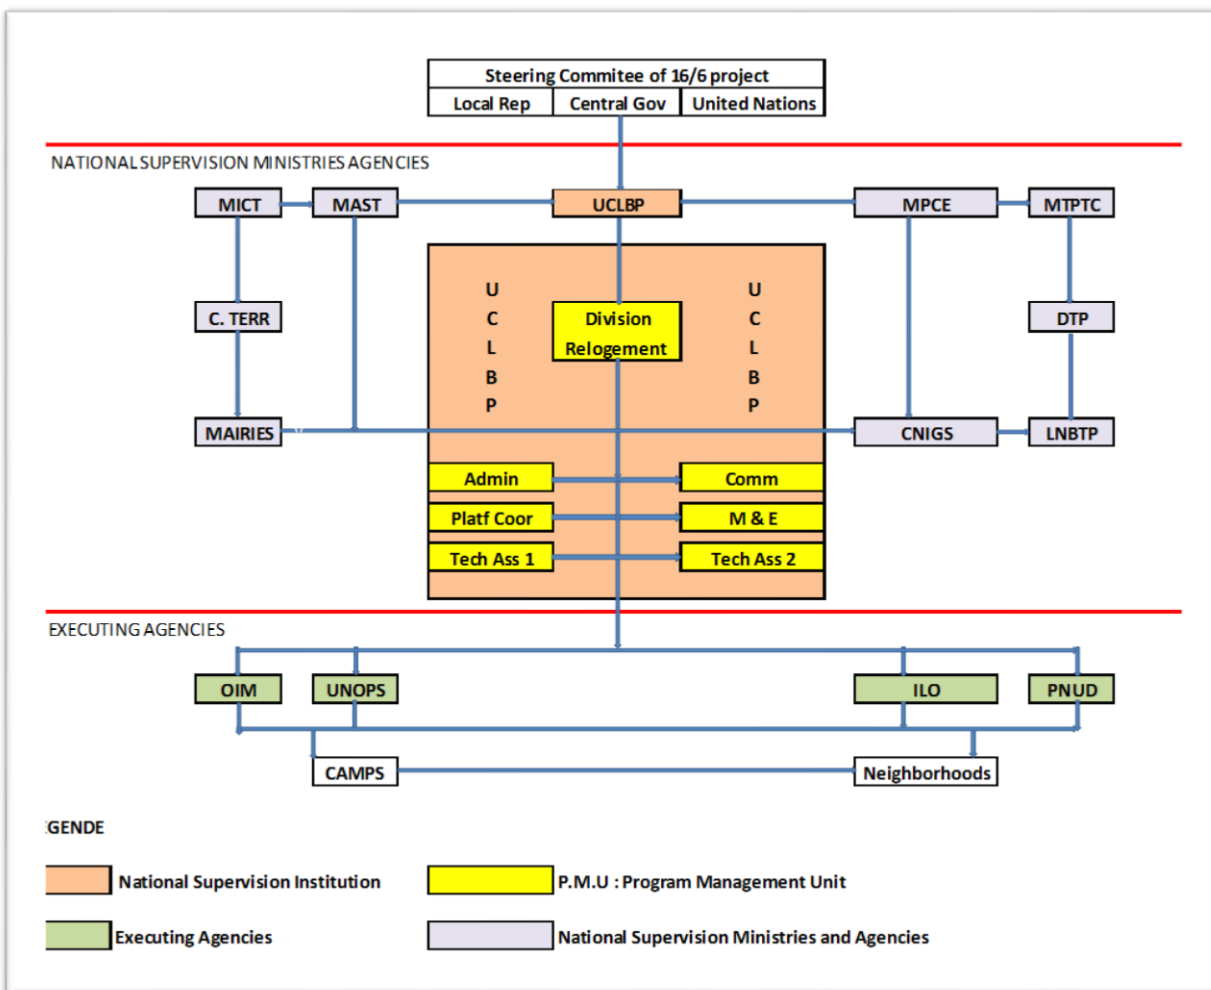 Steering Commitee of 16/6 project
Local Rep Central Gov United Nations
NATIONAL SUPERVISION MINISTRIES AGENCIES
MICT MAST UCLBP MPCE MTPTC
U U
C. TERR C Division C DTP
L Relogement L
B B
P P
MAIRIES CNIGS LNBTP
Admin Comm
Platf Coor M & E
Tech Ass 1 Tech Ass 2
EXECUTING AGENCIES
OIM UNOPS ILO PNUD
CAMPS Neighborhoods
GENDE
National Supervision Institution P.M.U : Program Management Unit
Executing Agencies National Supervision Ministries and Agencies